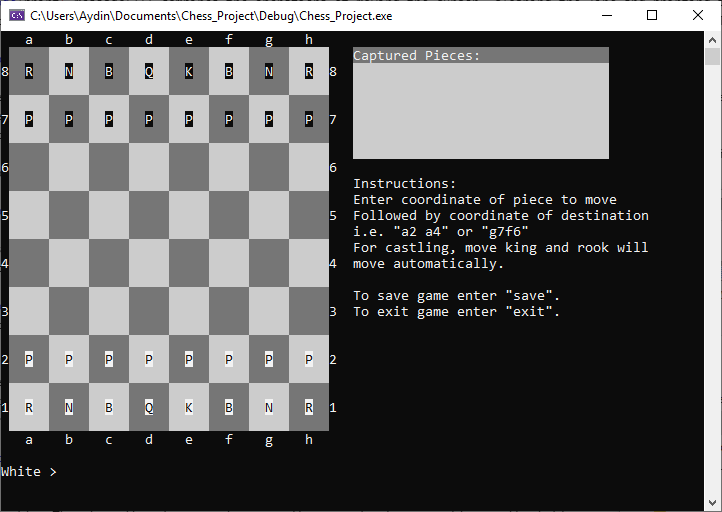 C:\Users\Aydin\Documents\Chess_Project\Debug\Chess_Project.exe
a b c d e f g h
8 R N B Q K B N R 8
7 P P P P P P P P 7
6 6
5 5
4 4
3 3
2 P P P P P P P P 2
1 R N B Q K B N R 1
a b c d e f g h
White >
Captured Pieces:
Instructions:
Enter coordinate of piece to move
Followed by coordinate of destination
i.e. "a2 a4" or "g7f6"
For castling, move king and rook will
move automatically.
To save game enter "save".
To exit game enter "exit".